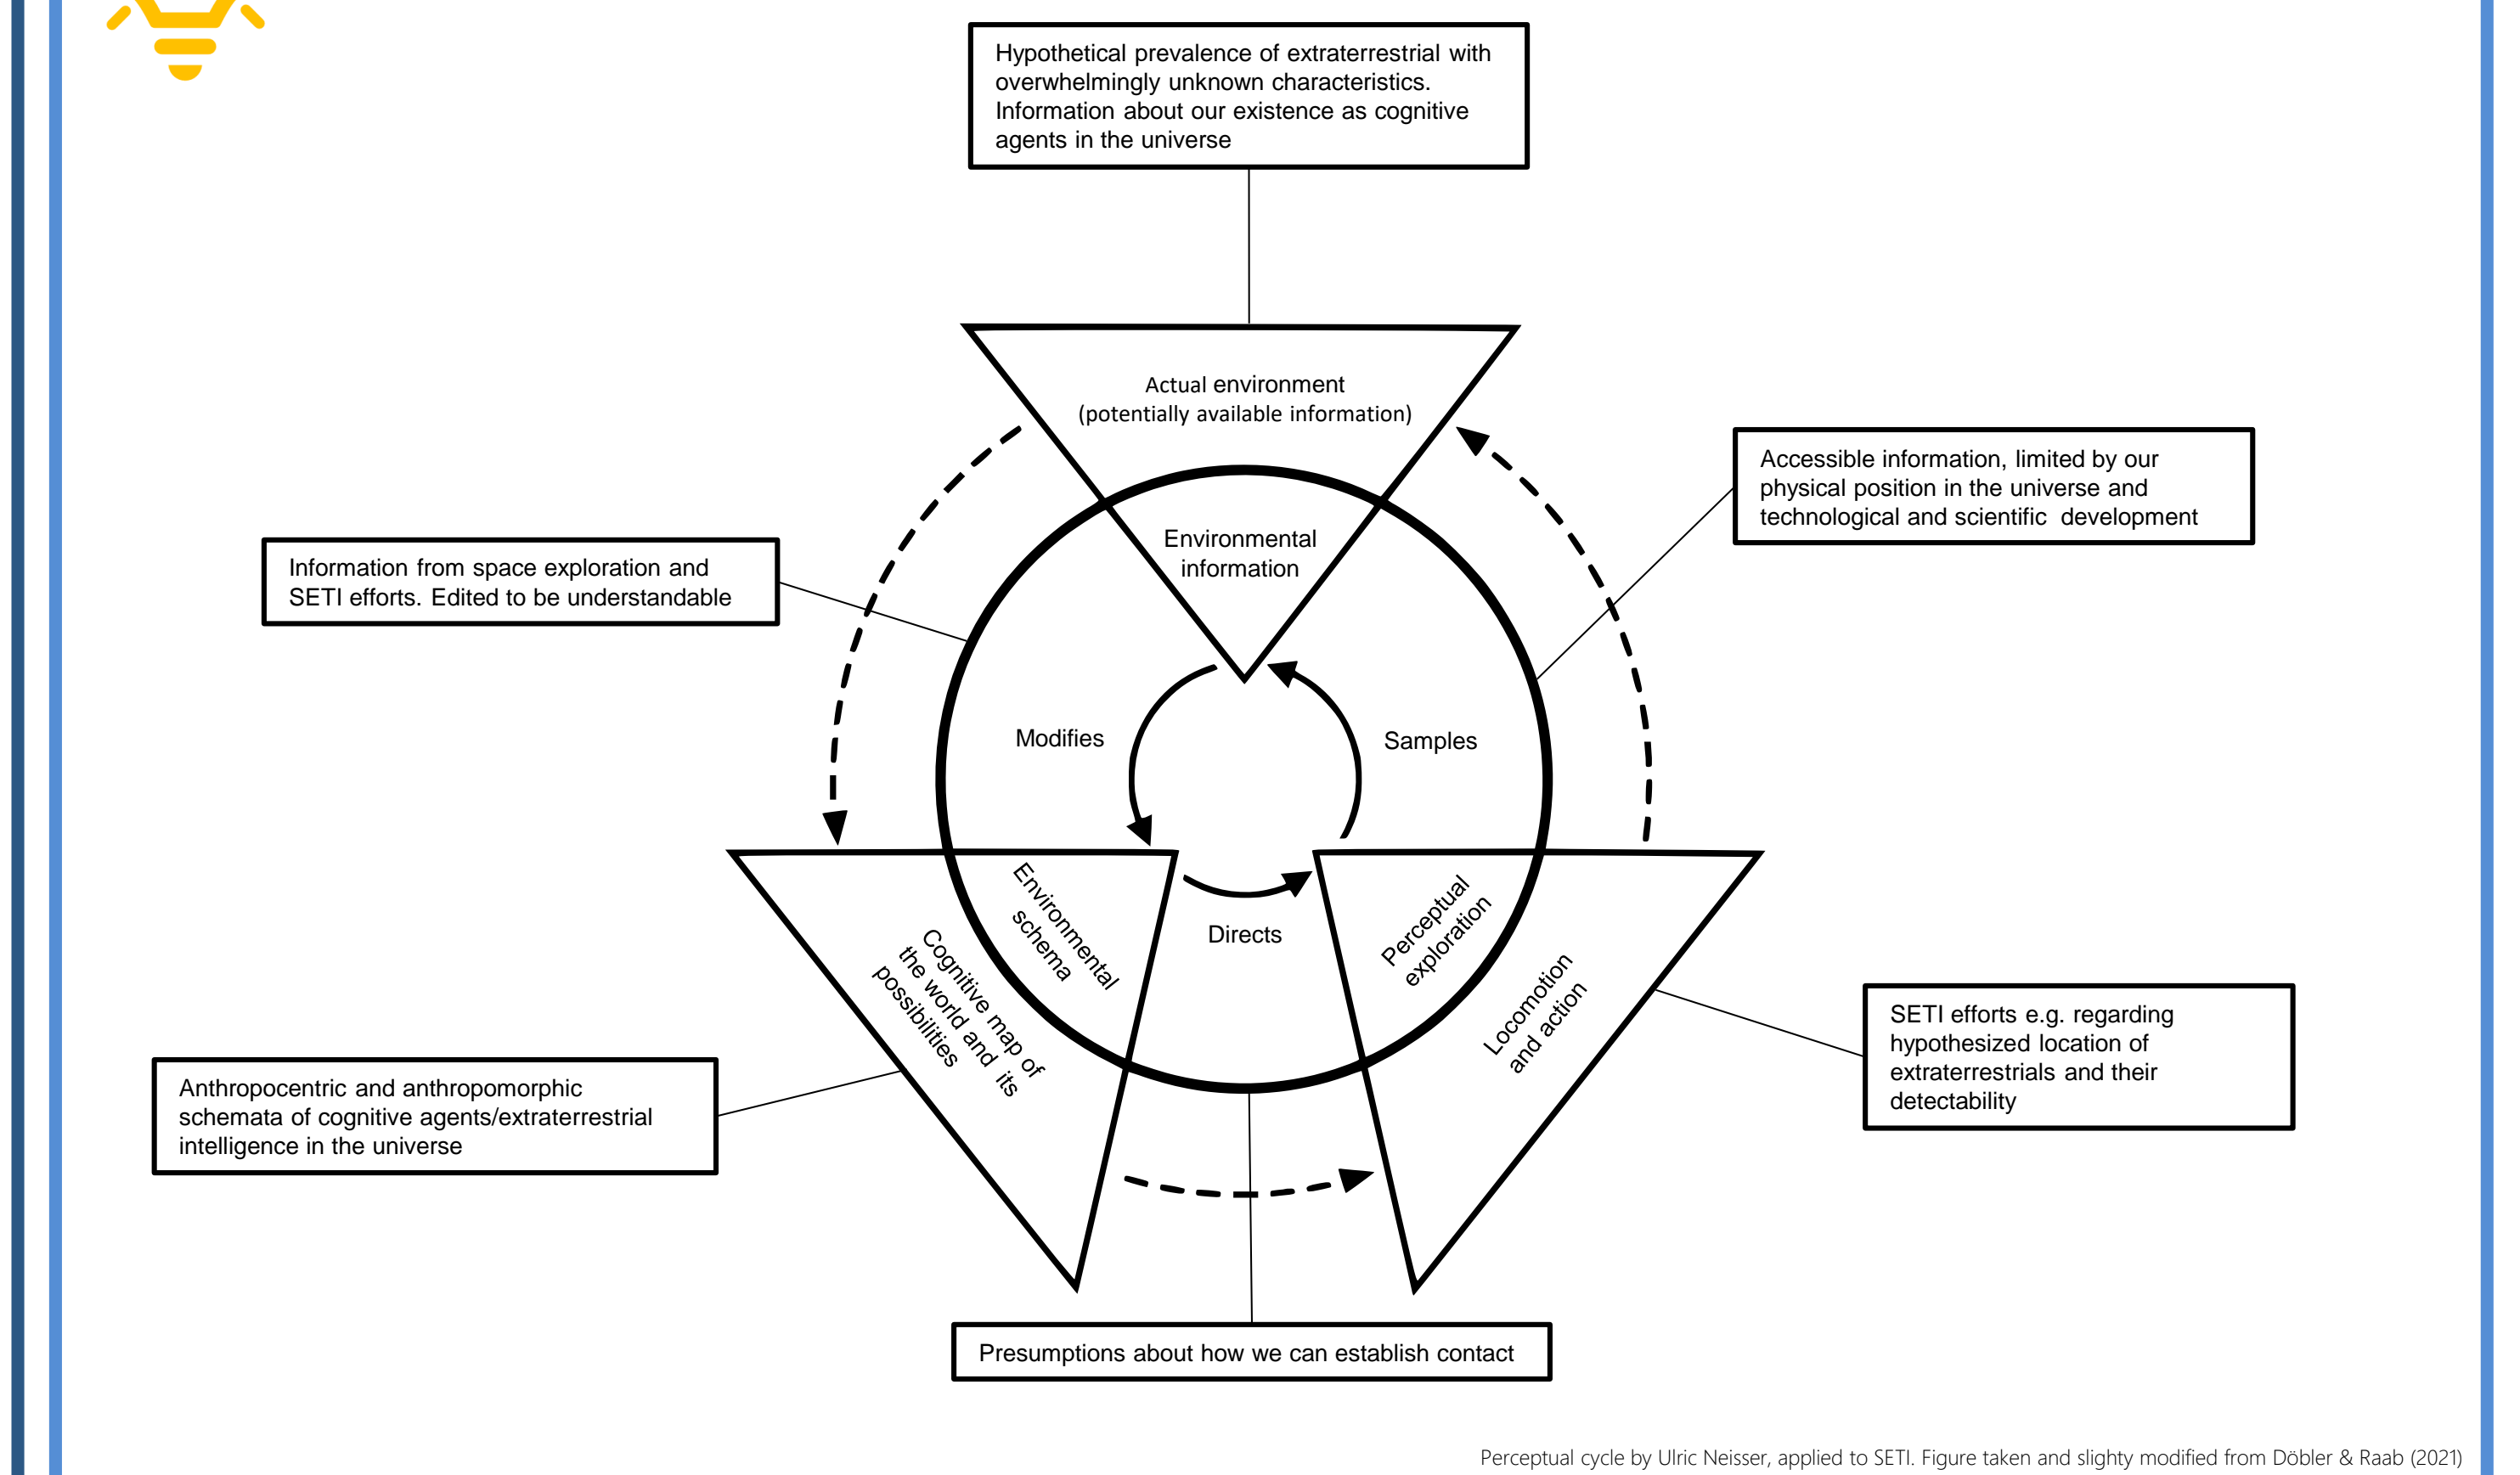 Hypothetical prevalence of extraterrestrial with
overwhelmingly unknown characteristics.
Information about our existence as cognitive
agents in the universe
Actual environment
(potentially available information)
Accessible information, limited by our
physical position in the universe and
technological and scientific development
Environmental
information
Information from space exploration and
SETI efforts. Edited to be understandable
Modifies
Samples
Environmental
schema
Cognitive map of
the world and its
possibilities
Directs
Perceptual
exploration
Locomotion
and action
SETI efforts e.g. regarding
hypothesized location of
extraterrestrials and their
detectability
Anthropocentric and anthropomorphic
schemata of cognitive agents/extraterrestrial
intelligence in the universe
Presumptions about how we can establish contact
Perceptual cycle by Ulric Neisser, applied to SETI. Figure taken and slighty modified from Döbler & Raab (2021)